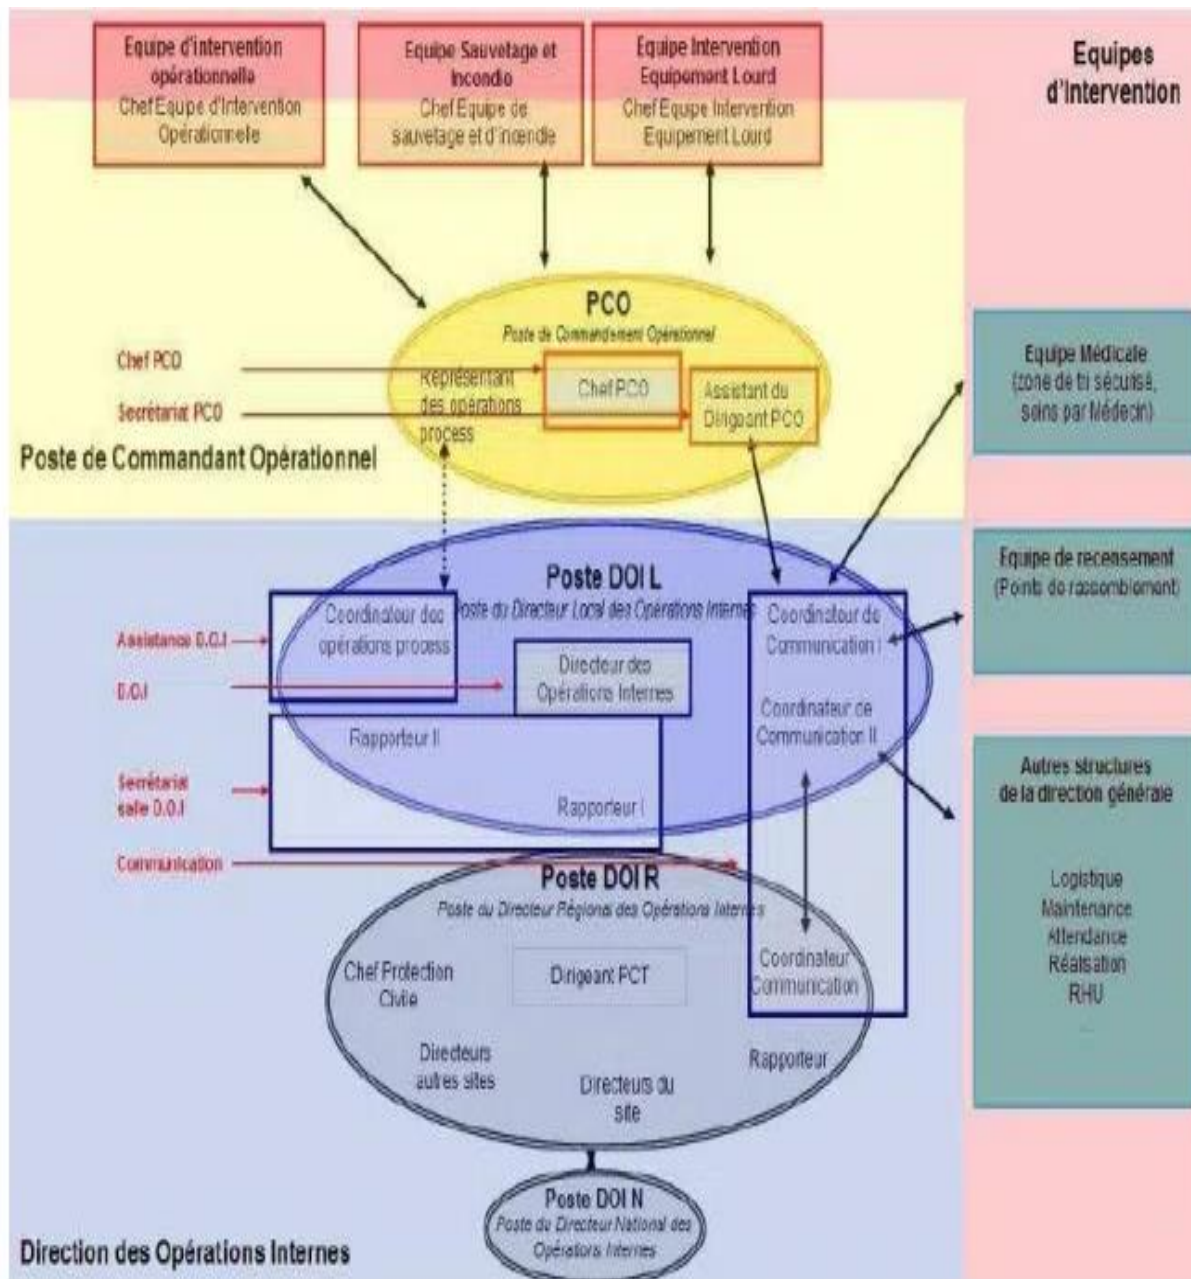 Equipe d'intervention
opérationnelle
Chef Equipe d'Intervention
Opérationnelle
Equipe Sauvetage et
Incendie
Chef Equipe de
sauvetage et d'incendie
Equipe Intervention
Equipement Lourd
Chef Equipe Intervention
Equipement Lourd
Equipes
d'Intervention
PCO
Poste de Commandement Opérationnel
Chef PCO
Représentant
des operations
process
Chef PCO
Assistant du
Dirigeant PCO
Secrétariat PCO
Poste de Commandant Opérationnel
Equipe Médicale
(zone de tri sécurisé,
soins par Médecin)
Equipe de recensement
(Points de rassemblement)
Poste DOI L
Poste du Directeur Local des Opérations Internes
Coordinateur des
opérations process
Coordinateur de
Communication I
Assistance D.O.I
Directeur des
Opérations Internes
D.O.I
Coordinateur de
Communication II
Rapporteur II
Secrétariat
salle D.O.I
Rapporteur I
Autres structures
de la direction générale
Logistique
Maintenance
Attendance
Réalisation
RHU
...
Communication
Poste DOI R
Poste du Directeur Régional des Opérations Internes
Chef Protection
Civile
Dirigeant PCT
Coordinateur
Communication
Directeurs
autres sites
Directeurs du
site
Rapporteur
Poste DOI N
Poste du Directeur National des
Opérations Internes
Direction des Opérations Internes